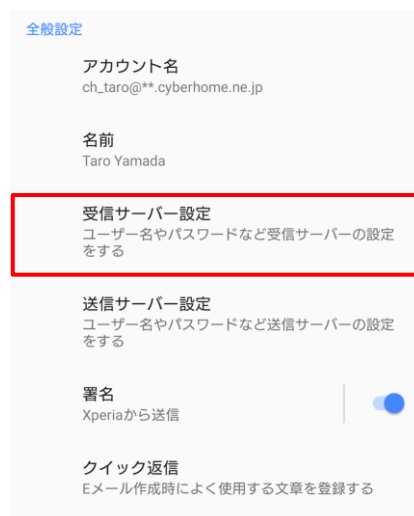 全般設定
アカウント名
ch_taro@**.cyberhome.ne.jp
名前
Taro Yamada
受信サーバー設定
ユーザー名やパスワードなど受信サーバーの設定
をする
送信サーバー設定
ユーザー名やパスワードなど送信サーバーの設定
をする
署名
Xperiaから送信
クイック返信
Eメール作成時によく使用する文章を登録する